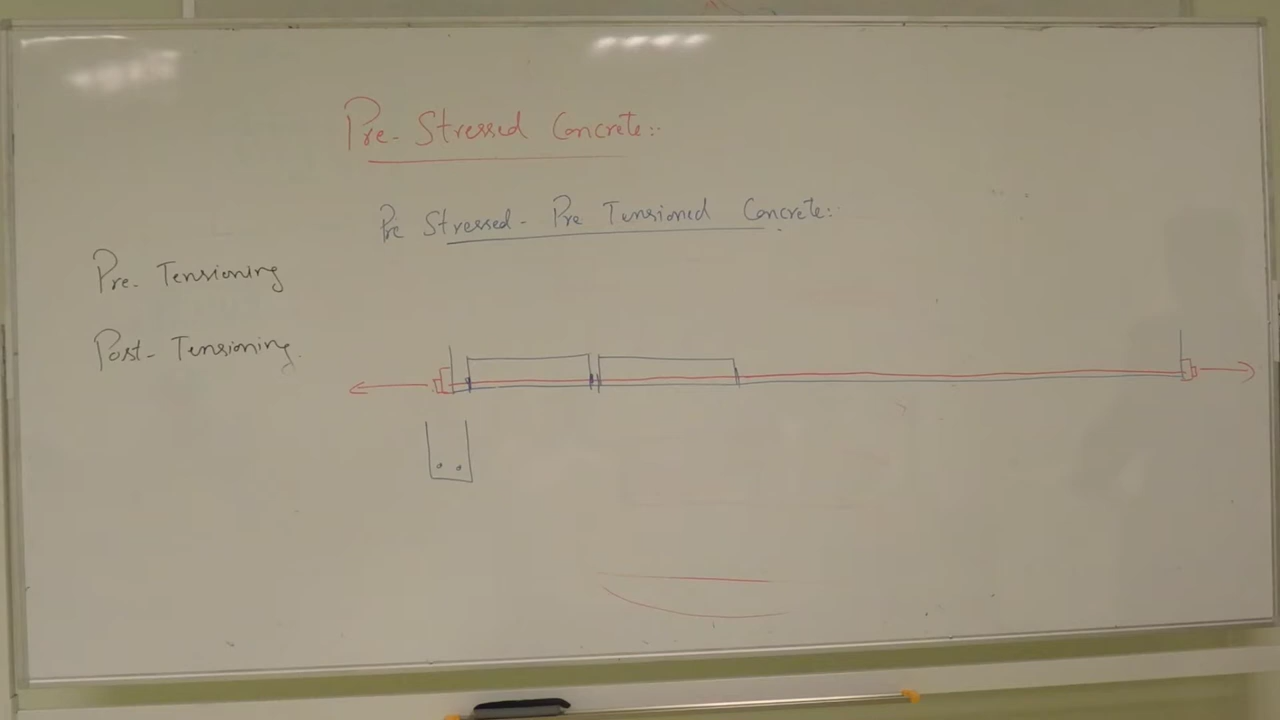 Pre- Stressed Concrete:-
Pre Stressed - Pre Tensioned Concrete:-
Pre- Tensioning
Post- Tensioning